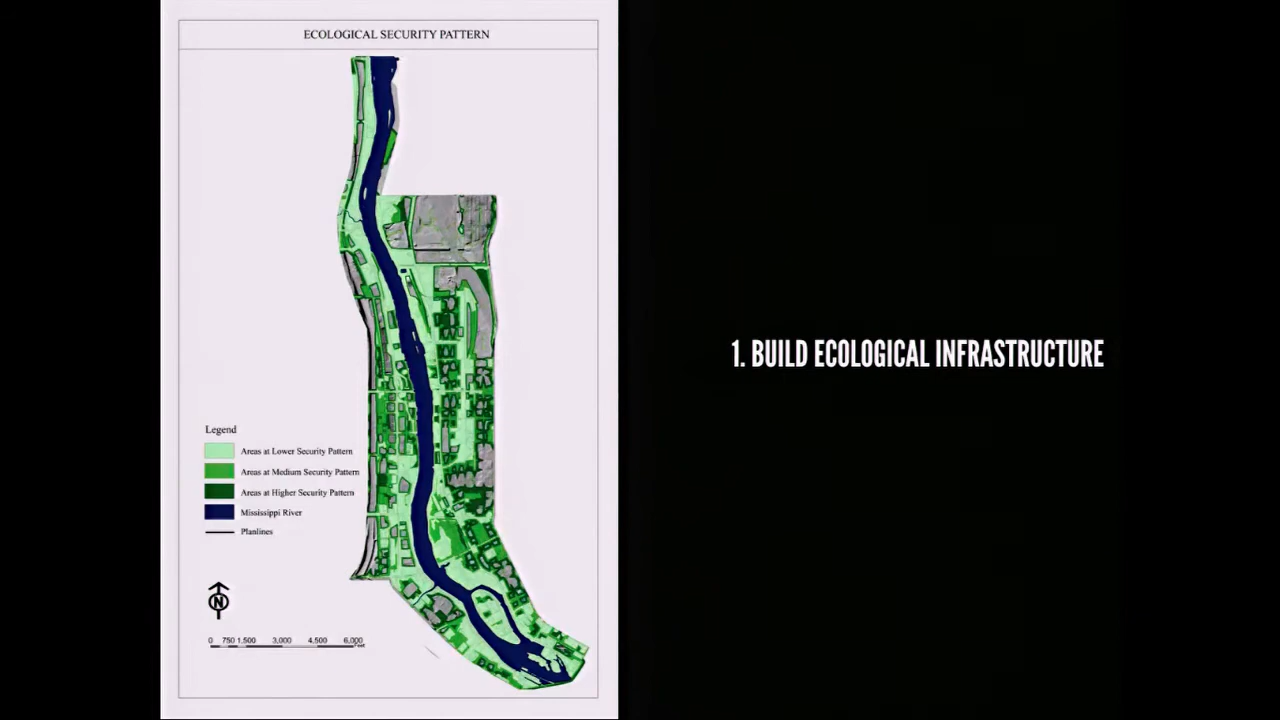 ECOLOGICAL SECURITY PATTERN
1. BUILD ECOLOGICAL INFRASTRUCTURE
Legend
Areas at Lower Security Pattern
Areas at Medium Security Pattern
Areas at Higher Security Pattern
Mississippi River
Planlines
N
0 750 1,500 3,000 4,500 6,000
Feet